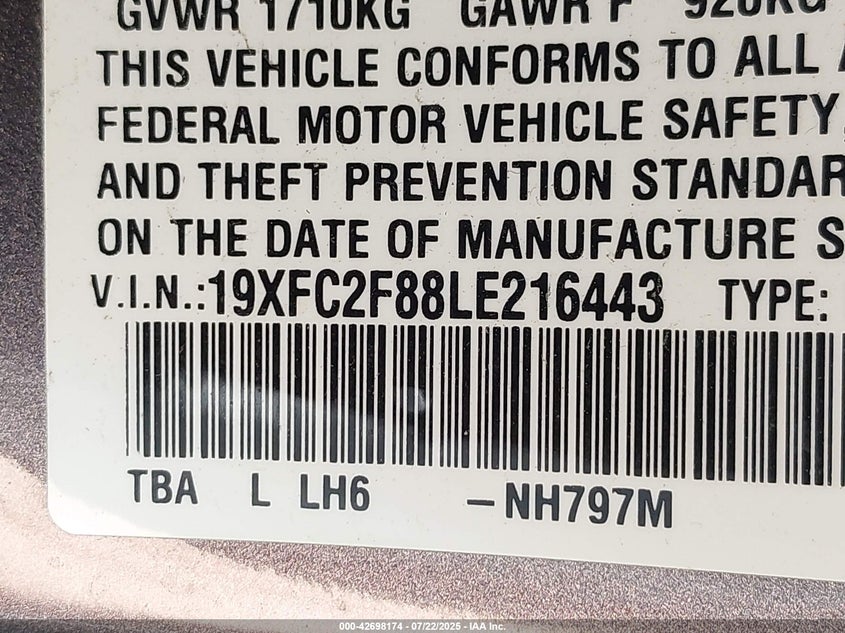 GVWR 1710KG GAWR F 920KG
THIS VEHICLE CONFORMS TO ALL A
FEDERAL MOTOR VEHICLE SAFETY,
AND THEFT PREVENTION STANDAR
ON THE DATE OF MANUFACTURE S
V.I.N.:19XFC2F88LE216443 TYPE:
TBA L LH6 -NH797M
000-42698174 - 07/22/2025 - IAA Inc.